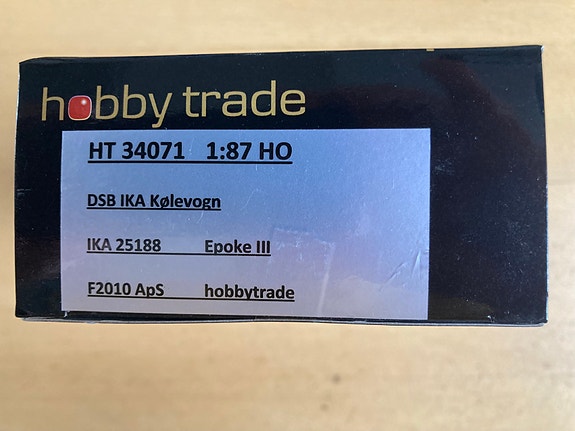 hobby trade
HT 34071 1:87 HO
DSB IKA Kølevogn
IKA 25188 Epoke III
F2010 ApS hobbytrade